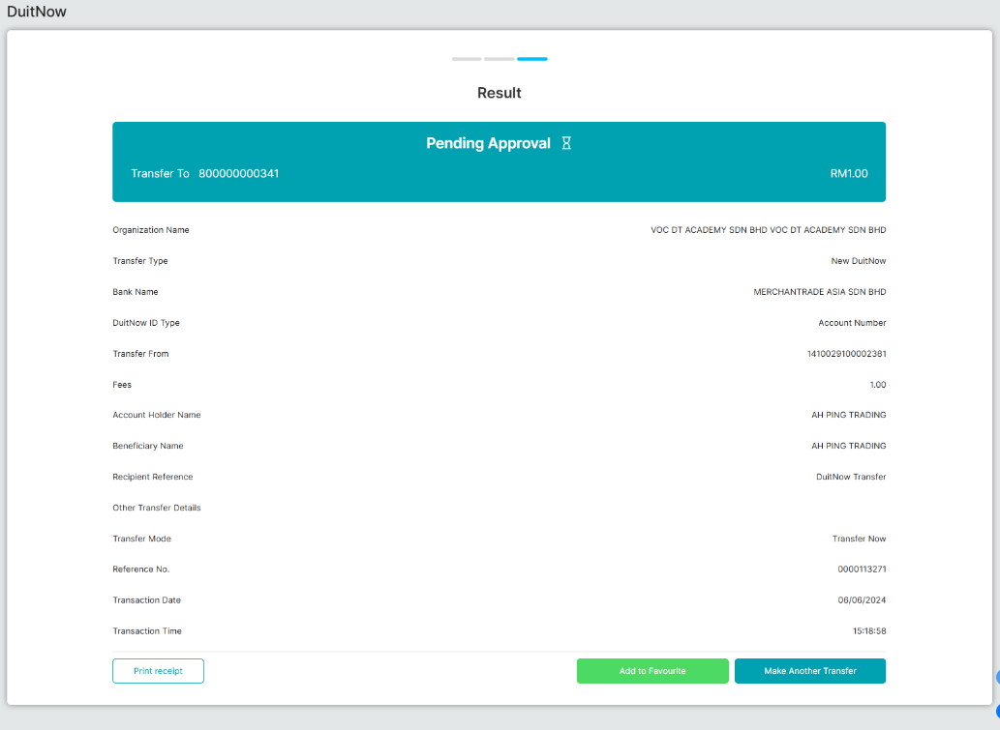 DuitNow
Result
Pending Approval
Transfer To 800000000341 RM1.00
Organization Name VOC DT ACADEMY SDN BHD VOC DT ACADEMY SDN BHD
Transfer Type New DuitNow
Bank Name MERCHANTRADE ASIA SDN BHD
DuitNow ID Type Account Number
Transfer From 1410029100002381
Fees 1.00
Account Holder Name AH PING TRADING
Beneficiary Name AH PING TRADING
Recipient Reference DuitNow Transfer
Other Transfer Details
Transfer Mode Transfer Now
Reference No. 0000113271
Transaction Date 06/06/2024
Transaction Time 15:18:58
Print receipt Add to Favourite Make Another Transfer